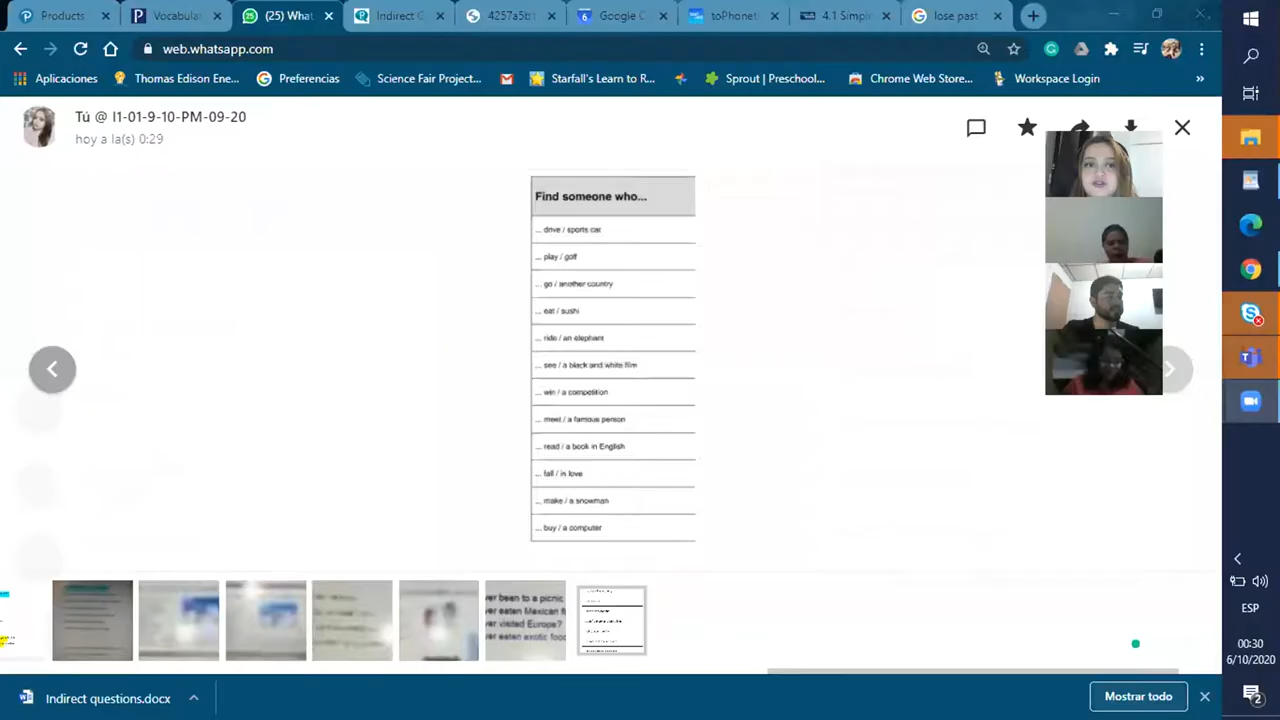 Products
Vocabular
(25) What
Indirect Q
4257a5b1
Google C
toPhoneti
4.1 Simpl
lose past
web.whatsapp.com
Aplicaciones
Thomas Edison Ene...
Preferencias
Science Fair Project...
Starfall's Learn to R...
Sprout | Preschool...
Chrome Web Store...
Workspace Login
»
Tú @ I1-01-9-10-PM-09-20
hoy a la(s) 0:29
Find someone who...
... drive / sports car
... play / golf
... go / another country
... eat / sushi
... ride / an elephant
... see / a black and white film
... win / a competition
... meet / a famous person
... read / a book in English
... fall / in love
... make / a snowman
... buy / a computer
ver been to a picnic
ver eaten Mexican f
ver visited Europe?
ver eaten exotic food
ESP
00:30
6/10/2020
2
Indirect questions.docx
Mostrar todo